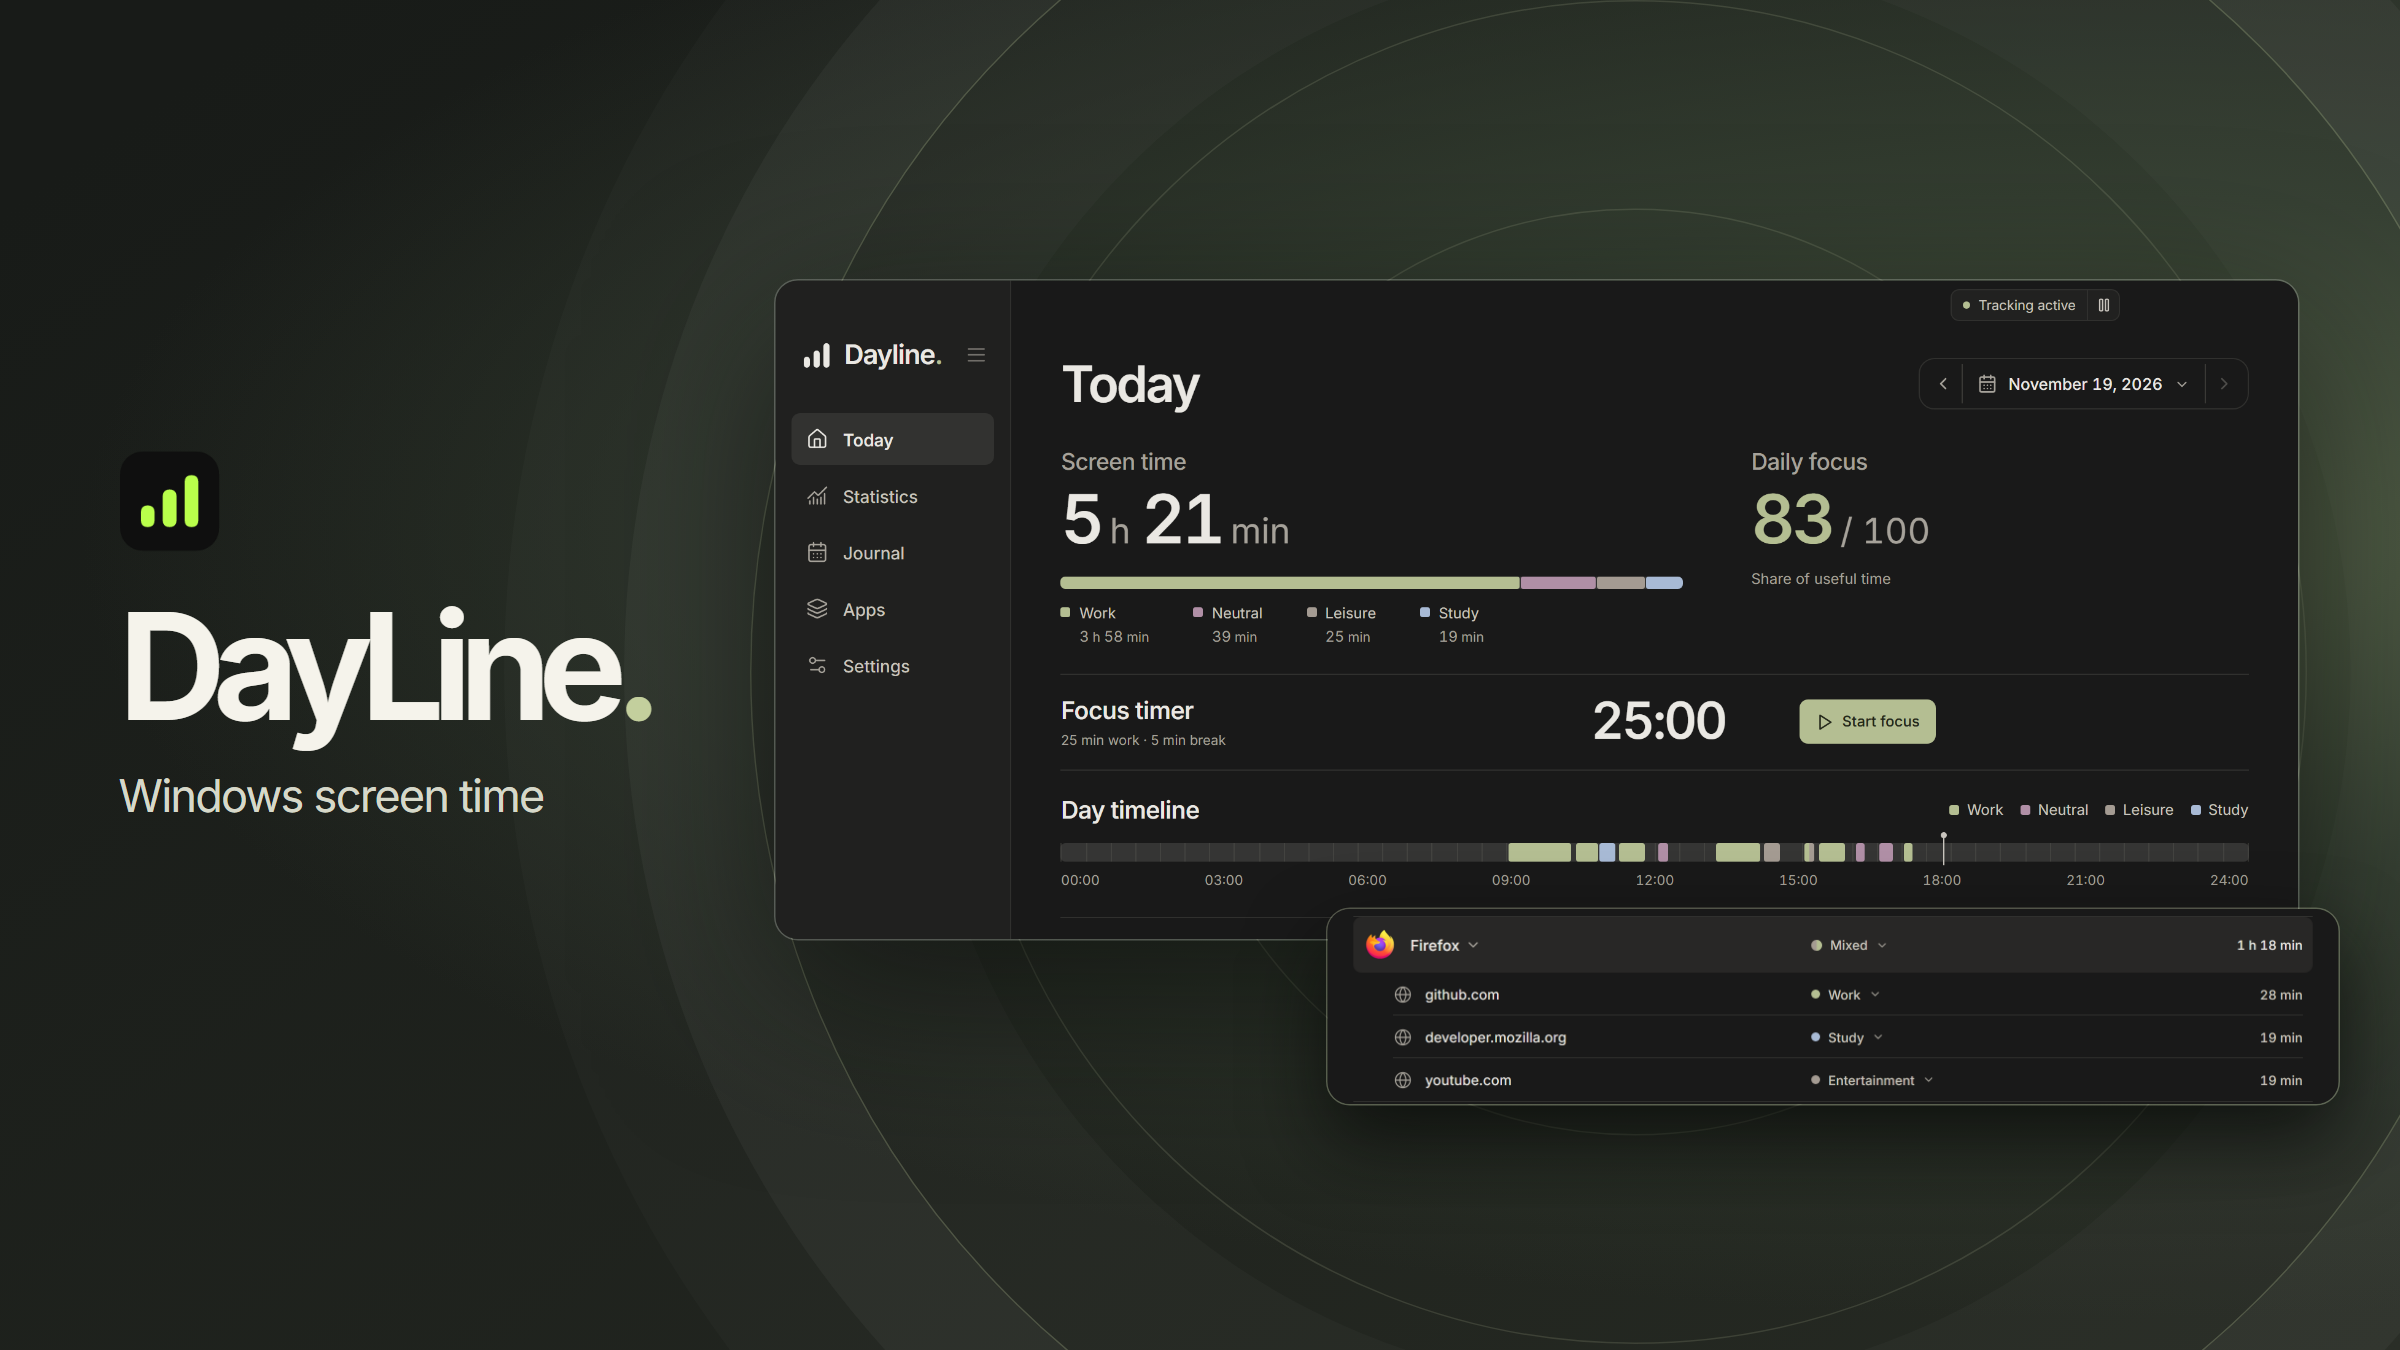 DayLine.
Windows screen time
Dayline.
Today
Statistics
Journal
Apps
Settings
Tracking active
Today
November 19, 2026
Screen time
5 h 21 min
Work
3 h 58 min
Neutral
39 min
Leisure
25 min
Study
19 min
Daily focus
83 / 100
Share of useful time
Focus timer
25 min work · 5 min break
25:00
Start focus
Day timeline
Work Neutral Leisure Study
00:00 03:00 06:00 09:00 12:00 15:00 18:00 21:00 24:00
Firefox Mixed 1 h 18 min
github.com Work 28 min
developer.mozilla.org Study 19 min
youtube.com Entertainment 19 min